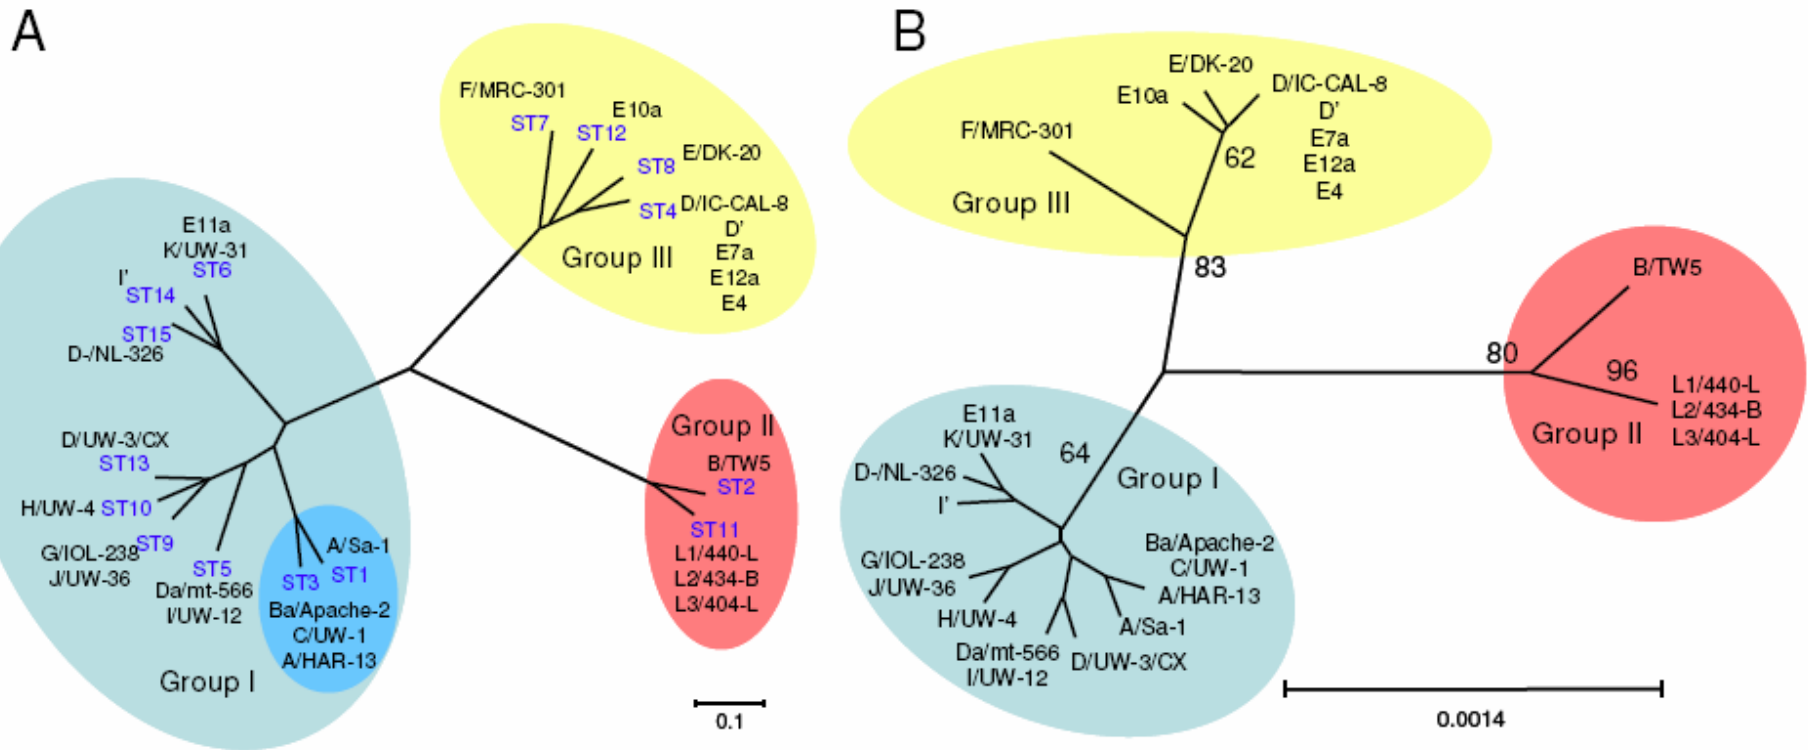 A
F/MRC-301
ST7
E10a
ST12
E/DK-20
ST8
ST4 D/IC-CAL-8
D'
E7a
E12a
E4
Group III
E11a
K/UW-31
ST6
I'
ST14
ST15
D-/NL-326
D/UW-3/CX
ST13
H/UW-4 ST10
ST9
G/IOL-238
J/UW-36
ST5
Da/mt-566
I/UW-12
A/Sa-1
ST3 ST1
Ba/Apache-2
C/UW-1
A/HAR-13
Group I
Group II
B/TW5
ST2
ST11
L1/440-L
L2/434-B
L3/404-L
0.1
B
E/DK-20
E10a
D/IC-CAL-8
D'
E7a
E12a
E4
F/MRC-301
62
Group III
83
B/TW5
80
96
L1/440-L
L2/434-B
L3/404-L
Group II
E11a
K/UW-31
64
D-/NL-326
I'
Group I
G/IOL-238
J/UW-36
H/UW-4
Da/mt-566
I/UW-12
D/UW-3/CX
A/Sa-1
Ba/Apache-2
C/UW-1
A/HAR-13
0.0014